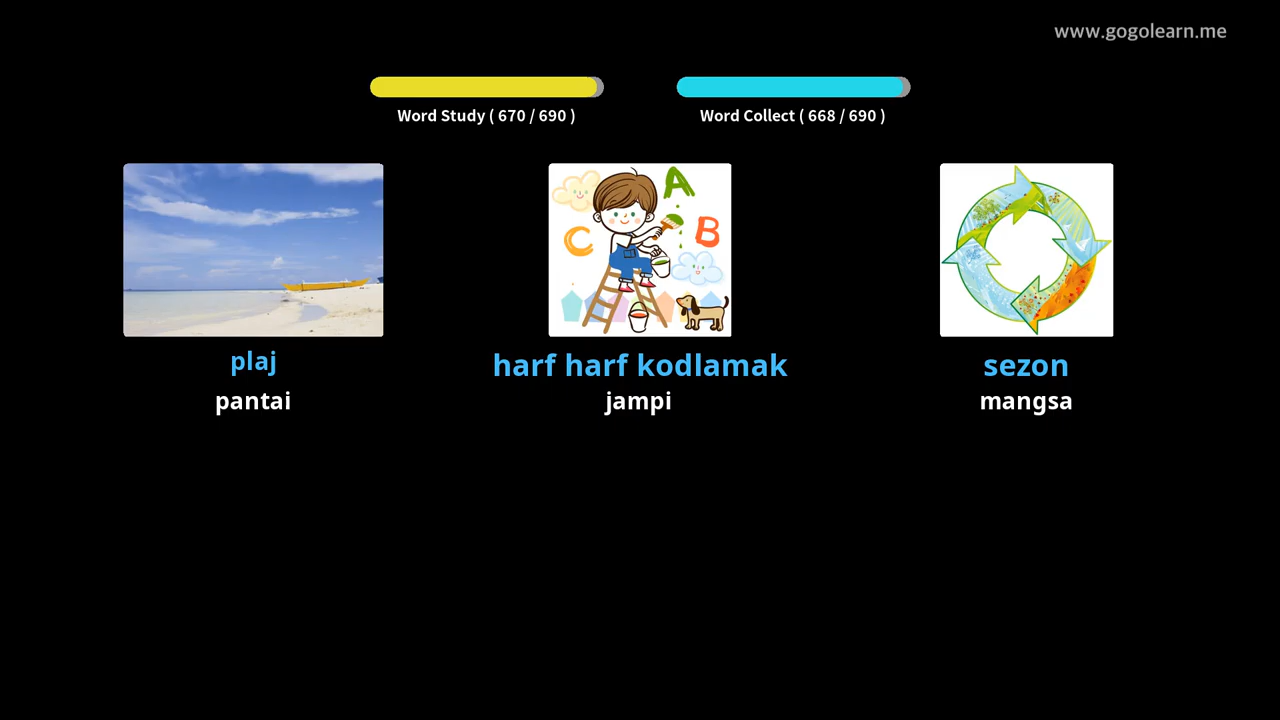 www.gogolearn.me
Word Study ( 670 / 690 )
Word Collect ( 668 / 690 )
A
B
C
plaj
harf harf kodlamak
sezon
pantai
jampi
mangsa